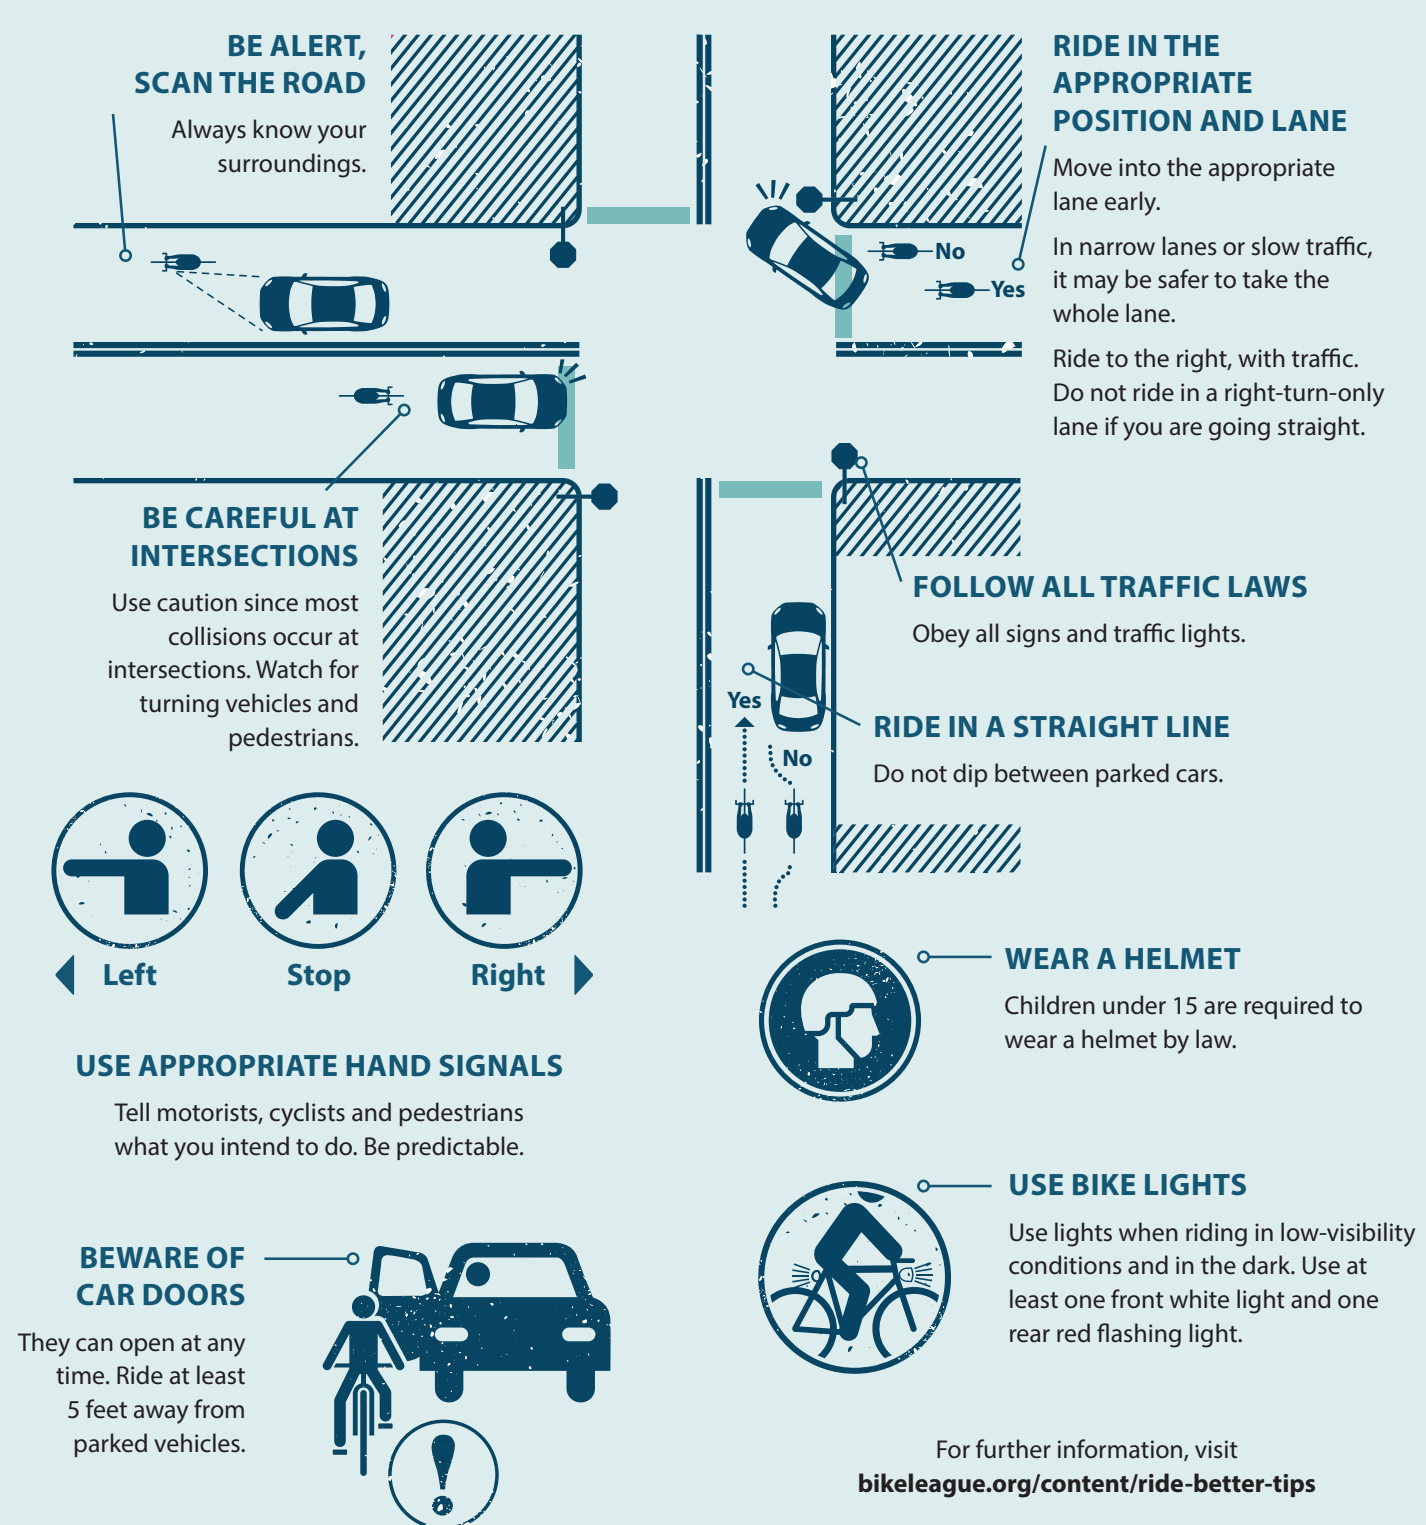 BE ALERT,
SCAN THE ROAD
Always know your
surroundings.
RIDE IN THE
APPROPRIATE
POSITION AND LANE
Move into the appropriate
lane early.
In narrow lanes or slow traffic,
it may be safer to take the
whole lane.
Ride to the right, with traffic.
Do not ride in a right-turn-only
lane if you are going straight.
No
Yes
BE CAREFUL AT
INTERSECTIONS
Use caution since most
collisions occur at
intersections. Watch for
turning vehicles and
pedestrians.
FOLLOW ALL TRAFFIC LAWS
Obey all signs and traffic lights.
Yes
No
RIDE IN A STRAIGHT LINE
Do not dip between parked cars.
Left
Stop
Right
USE APPROPRIATE HAND SIGNALS
Tell motorists, cyclists and pedestrians
what you intend to do. Be predictable.
WEAR A HELMET
Children under 15 are required to
wear a helmet by law.
BEWARE OF
CAR DOORS
They can open at any
time. Ride at least
5 feet away from
parked vehicles.
!
USE BIKE LIGHTS
Use lights when riding in low-visibility
conditions and in the dark. Use at
least one front white light and one
rear red flashing light.
For further information, visit
bikeleague.org/content/ride-better-tips